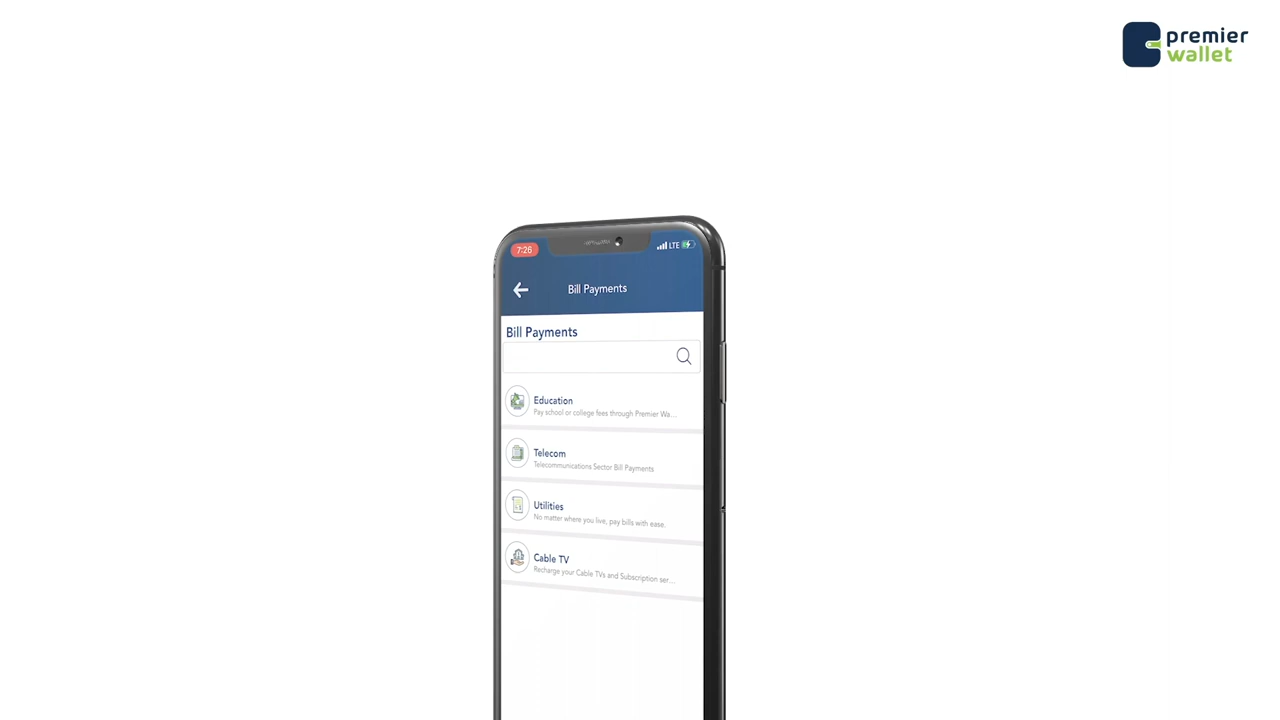 premier
wallet
7:26
LTE
Bill Payments
Bill Payments
Education
Pay school or college fees through Premier Wa...
Telecom
Telecommunications Sector Bill Payments
Utilities
No matter where you live, pay bills with ease.
Cable TV
Recharge your Cable TVs and Subscription ser...